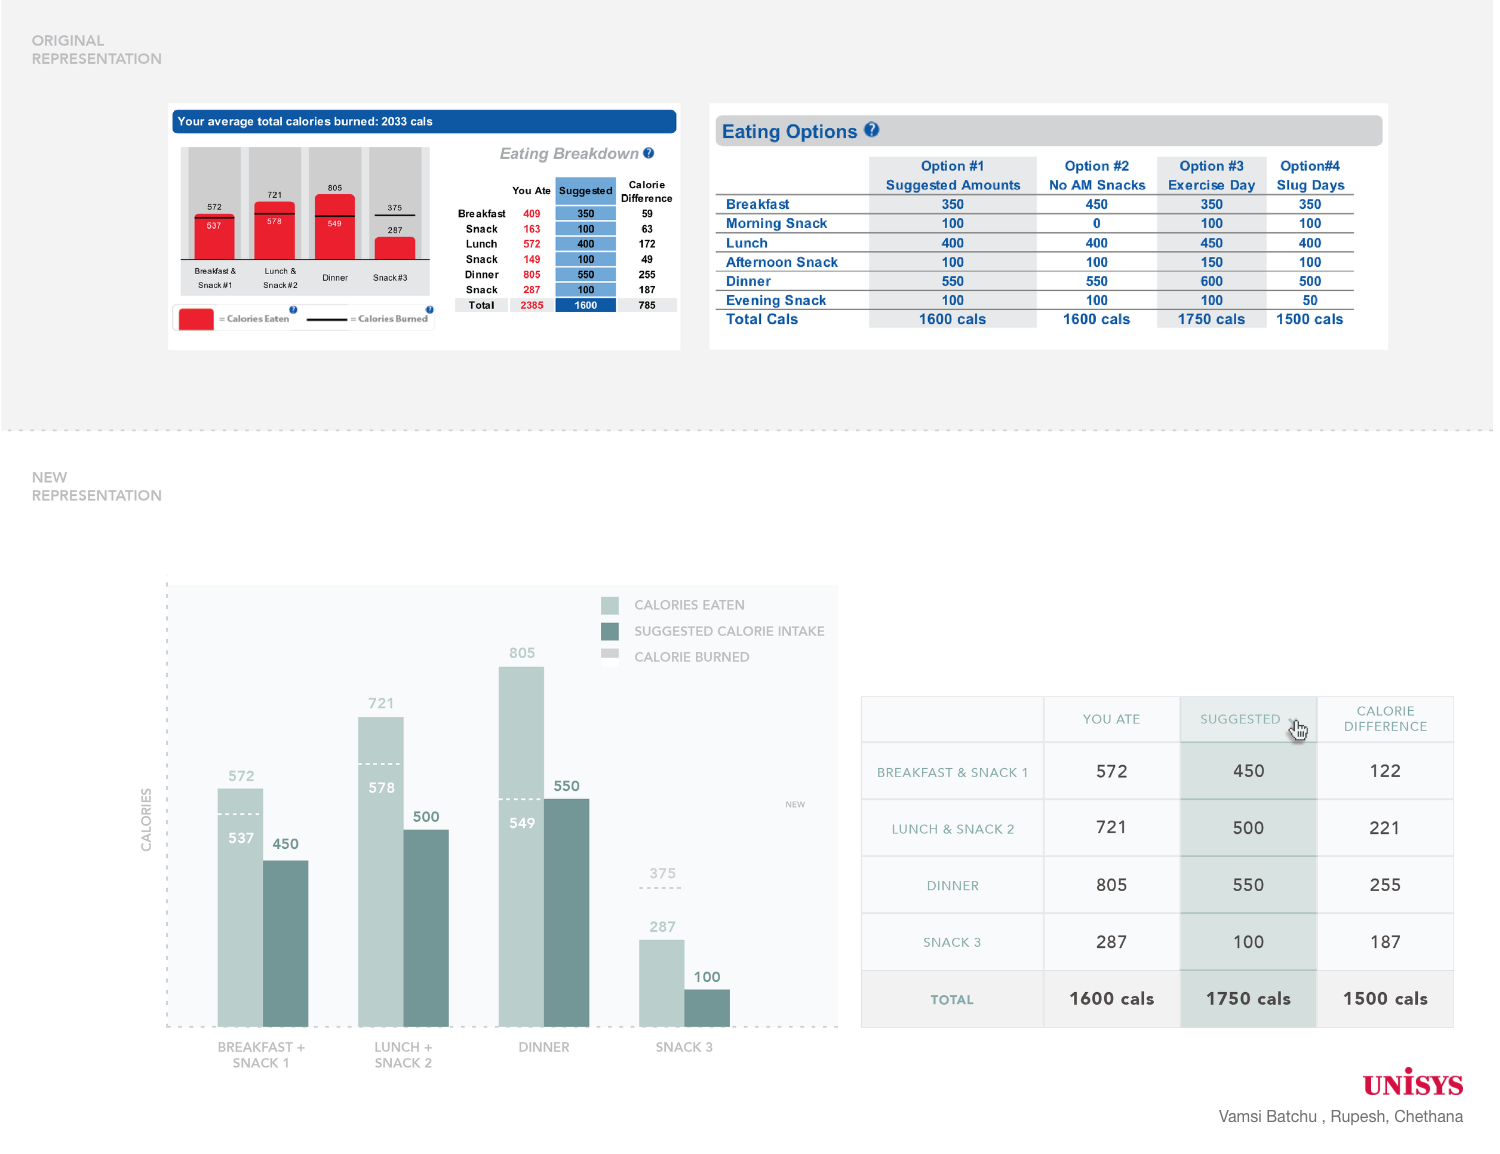 ORIGINAL
REPRESENTATION
Your average total calories burned: 2033 cals
572
537
721
578
805
549
375
287
Breakfast &
Snack #1
Lunch &
Snack #2
Dinner
Snack #3
= Calories Eaten ?
= Calories Burned ?
Eating Breakdown ?
You Ate Suggested Calorie
Difference
Breakfast 409 350 59
Snack 163 100 63
Lunch 572 400 172
Snack 149 100 49
Dinner 805 550 255
Snack 287 100 187
Total 2385 1600 785
Eating Options ?
Option #1 Option #2 Option #3 Option#4
Suggested Amounts No AM Snacks Exercise Day Slug Days
Breakfast 350 450 350 350
Morning Snack 100 0 100 100
Lunch 400 400 450 400
Afternoon Snack 100 100 150 100
Dinner 550 550 600 500
Evening Snack 100 100 100 50
Total Cals 1600 cals 1600 cals 1750 cals 1500 cals
NEW
REPRESENTATION
CALORIES
CALORIES EATEN
SUGGESTED CALORIE INTAKE
CALORIE BURNED
572
537
450
721
578
500
805
549
550
375
287
100
NEW
BREAKFAST +
SNACK 1
LUNCH +
SNACK 2
DINNER
SNACK 3
YOU ATE SUGGESTED CALORIE
DIFFERENCE
BREAKFAST & SNACK 1 572 450 122
LUNCH & SNACK 2 721 500 221
DINNER 805 550 255
SNACK 3 287 100 187
TOTAL 1600 cals 1750 cals 1500 cals
UNISYS
Vamsi Batchu , Rupesh, Chethana